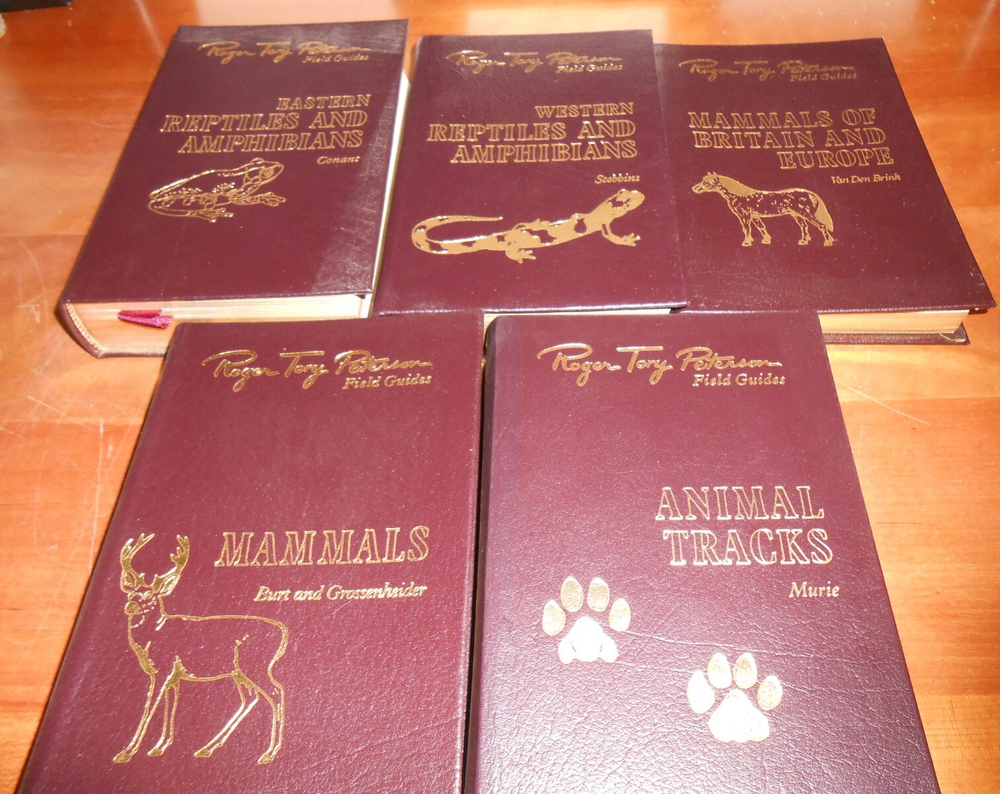 Roger Tory Peterson
Field Guides
EASTERN
REPTILES AND
AMPHIBIANS
Conant
Roger Tory Peterson
Field Guides
WESTERN
REPTILES AND
AMPHIBIANS
Stebbins
Roger Tory Peterson
Field Guides
MAMMALS OF
BRITAIN AND
EUROPE
Van Den Brink
Roger Tory Peterson
Field Guides
MAMMALS
Burt and Grossenheider
Roger Tory Peterson
Field Guides
ANIMAL
TRACKS
Murie